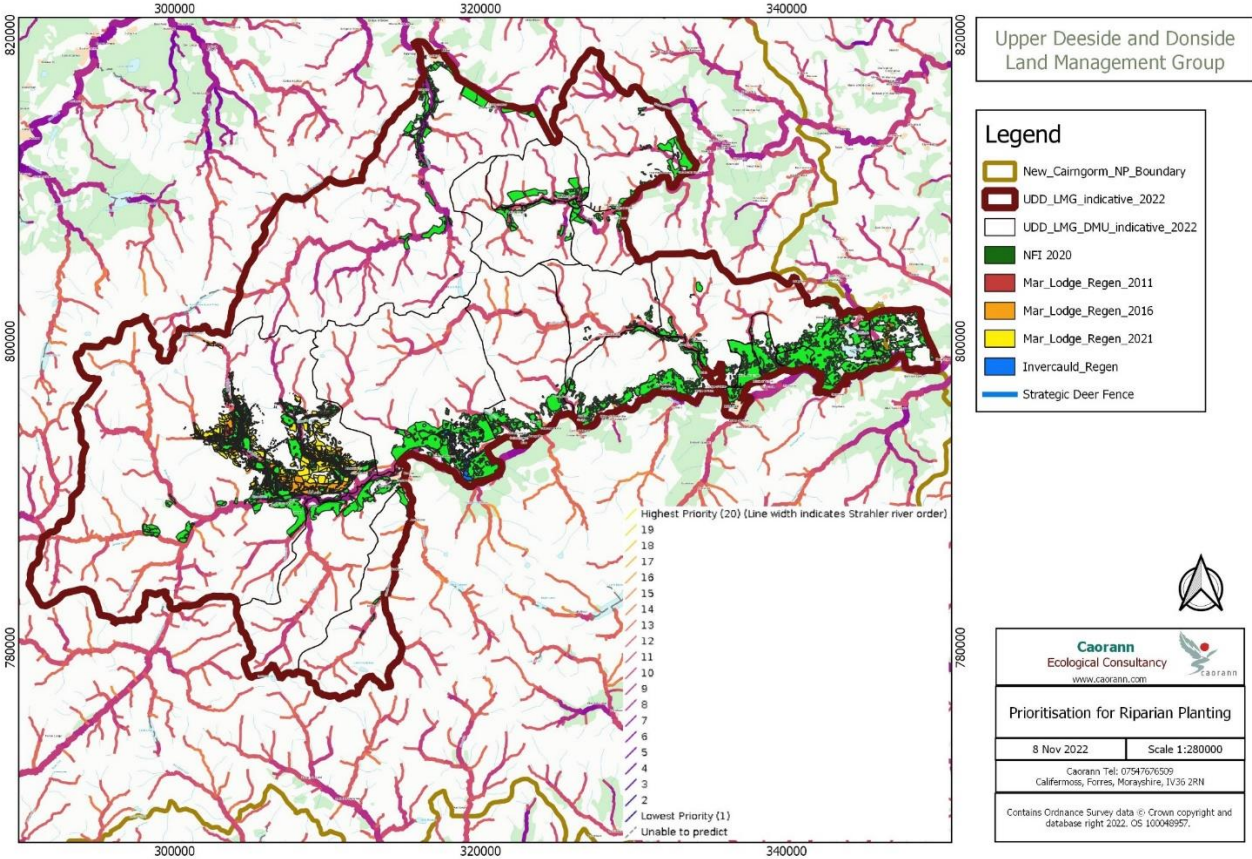 300000
320000
340000
820000
820000
800000
800000
780000
780000
Upper Deeside and Donside
Land Management Group
Legend
New_Cairngorm_NP_Boundary
UDD_LMG_indicative_2022
UDD_LMG_DMU_indicative_2022
NFI 2020
Mar_Lodge_Regen_2011
Mar_Lodge_Regen_2016
Mar_Lodge_Regen_2021
Invercauld_Regen
Strategic Deer Fence
Highest Priority (20) (Line width indicates Strahler river order)
19
18
17
16
15
14
13
12
11
10
9
8
7
6
5
4
3
2
Lowest Priority (1)
Unable to predict
300000
320000
340000
Caorann
Ecological Consultancy
www.caorann.com
caorann
Prioritisation for Riparian Planting
8 Nov 2022
Scale 1:280000
Caorann Tel: 07547676509
Califermoss, Forres, Morayshire, IV36 2RN
Contains Ordnance Survey data © Crown copyright and
database right 2022. OS 100048957.